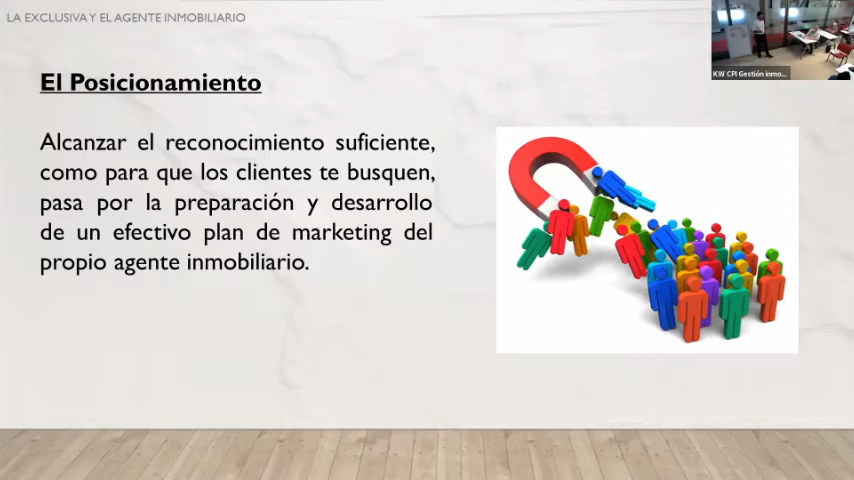 LA EXCLUSIVA Y EL AGENTE INMOBILIARIO
KW CPI Gestión inmo...
El Posicionamiento
Alcanzar el reconocimiento suficiente,
como para que los clientes te busquen,
pasa por la preparación y desarrollo
de un efectivo plan de marketing del
propio agente inmobiliario.